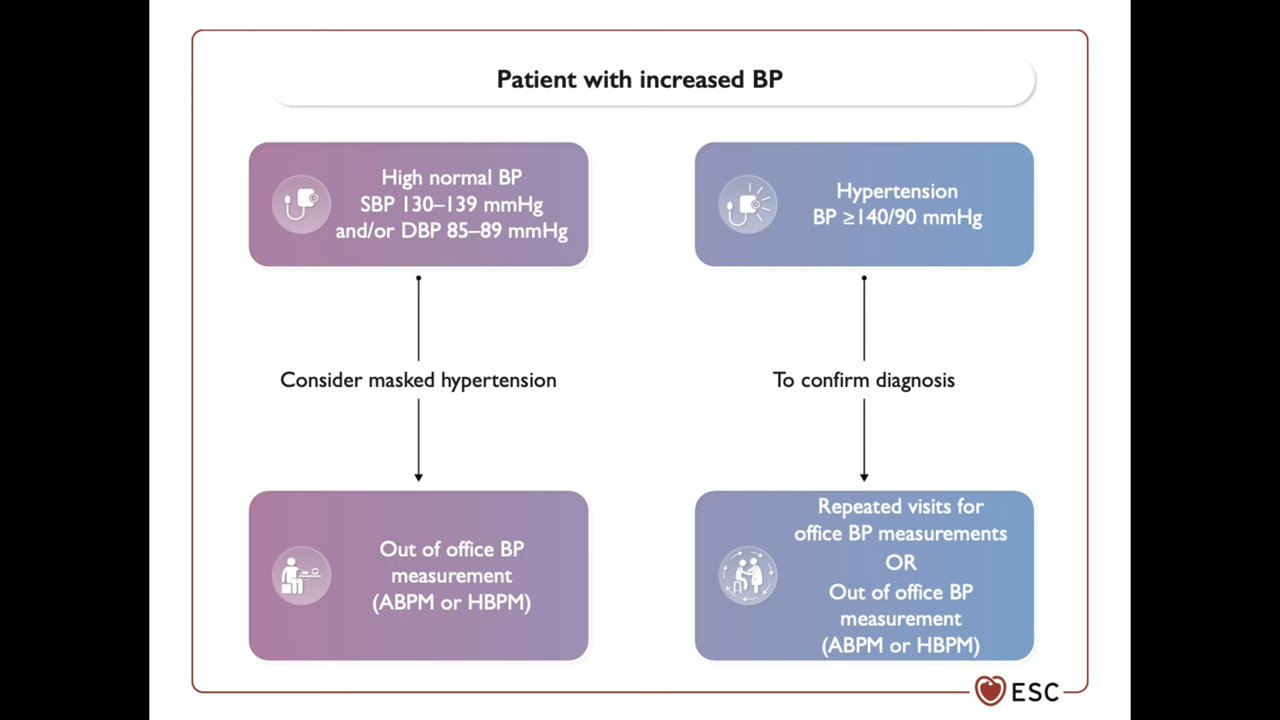 Patient with increased BP
High normal BP
SBP 130–139 mmHg
and/or DBP 85–89 mmHg
Hypertension
BP ≥140/90 mmHg
Consider masked hypertension
To confirm diagnosis
Out of office BP
measurement
(ABPM or HBPM)
Repeated visits for
office BP measurements
OR
Out of office BP
measurement
(ABPM or HBPM)
ESC